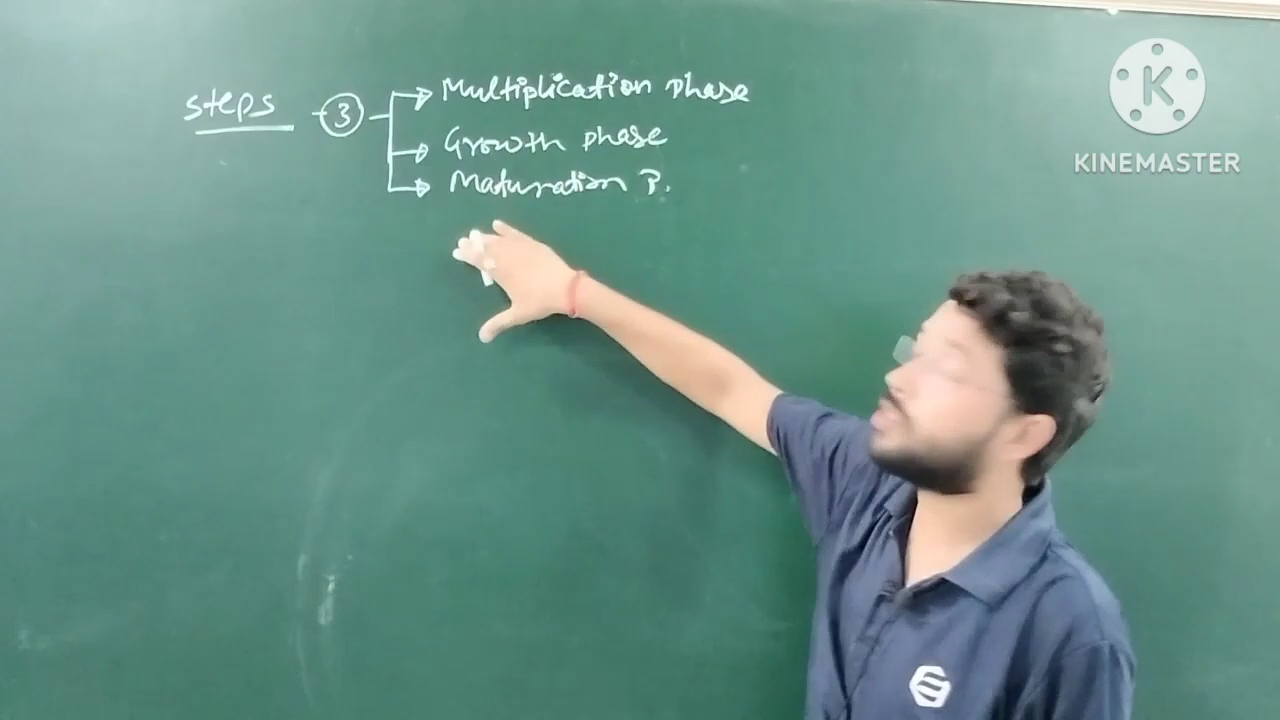 steps - 3 → Multiplication phase
→ Growth phase
→ Maturation P.
K
KINEMASTER